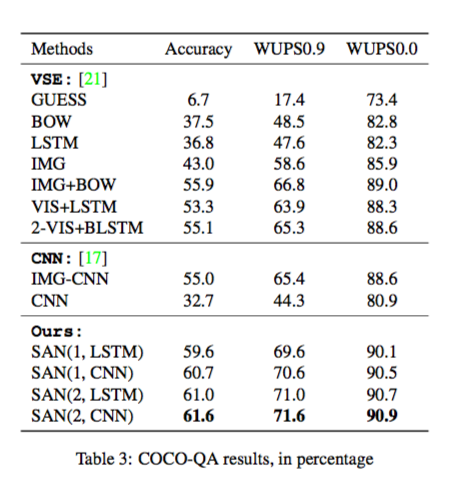 Methods Accuracy WUPS0.9 WUPS0.0
VSE: [21]
GUESS 6.7 17.4 73.4
BOW 37.5 48.5 82.8
LSTM 36.8 47.6 82.3
IMG 43.0 58.6 85.9
IMG+BOW 55.9 66.8 89.0
VIS+LSTM 53.3 63.9 88.3
2-VIS+BLSTM 55.1 65.3 88.6
CNN: [17]
IMG-CNN 55.0 65.4 88.6
CNN 32.7 44.3 80.9
Ours:
SAN(1, LSTM) 59.6 69.6 90.1
SAN(1, CNN) 60.7 70.6 90.5
SAN(2, LSTM) 61.0 71.0 90.7
SAN(2, CNN) 61.6 71.6 90.9
Table 3: COCO-QA results, in percentage